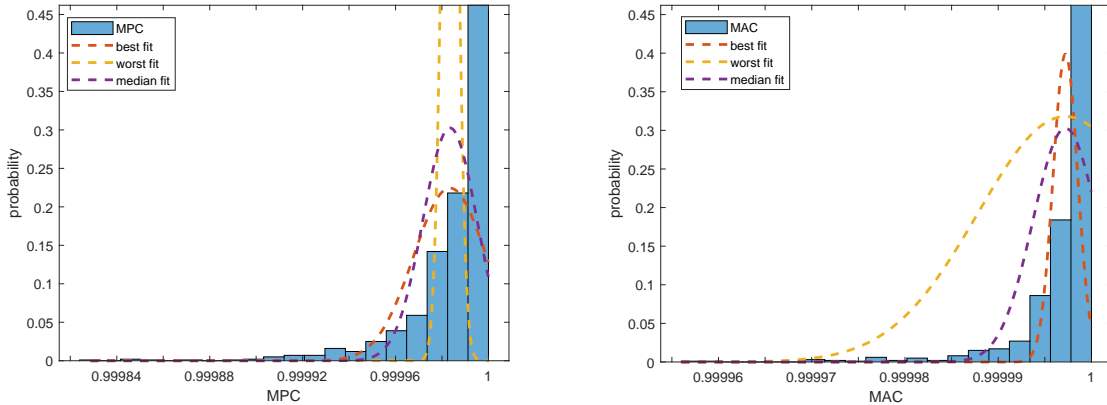 0.45
0.4
0.35
0.3
0.25
0.2
0.15
0.1
0.05
0
probability
MPC
best fit
worst fit
median fit
0.99984
0.99988
0.99992
0.99996
1
MPC
0.45
0.4
0.35
0.3
0.25
0.2
0.15
0.1
0.05
0
probability
MAC
best fit
worst fit
median fit
0.99996
0.99997
0.99998
0.99999
1
MAC